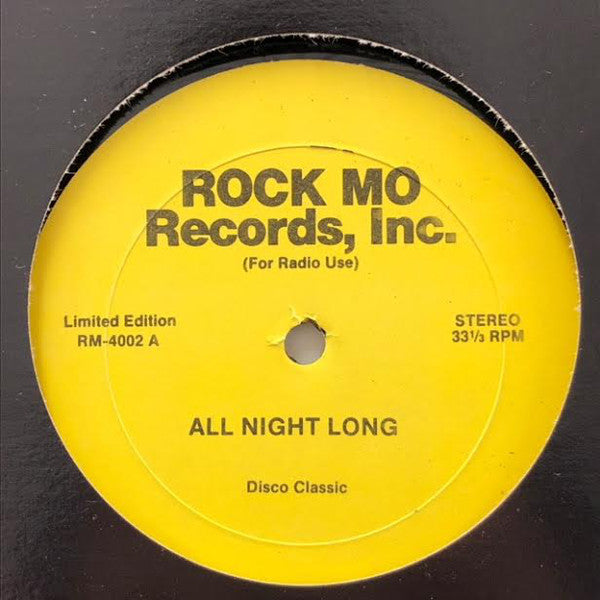 ROCK MO
Records, Inc.
(For Radio Use)
Limited Edition
RM-4002 A
STEREO
33⅓ RPM
ALL NIGHT LONG
Disco Classic